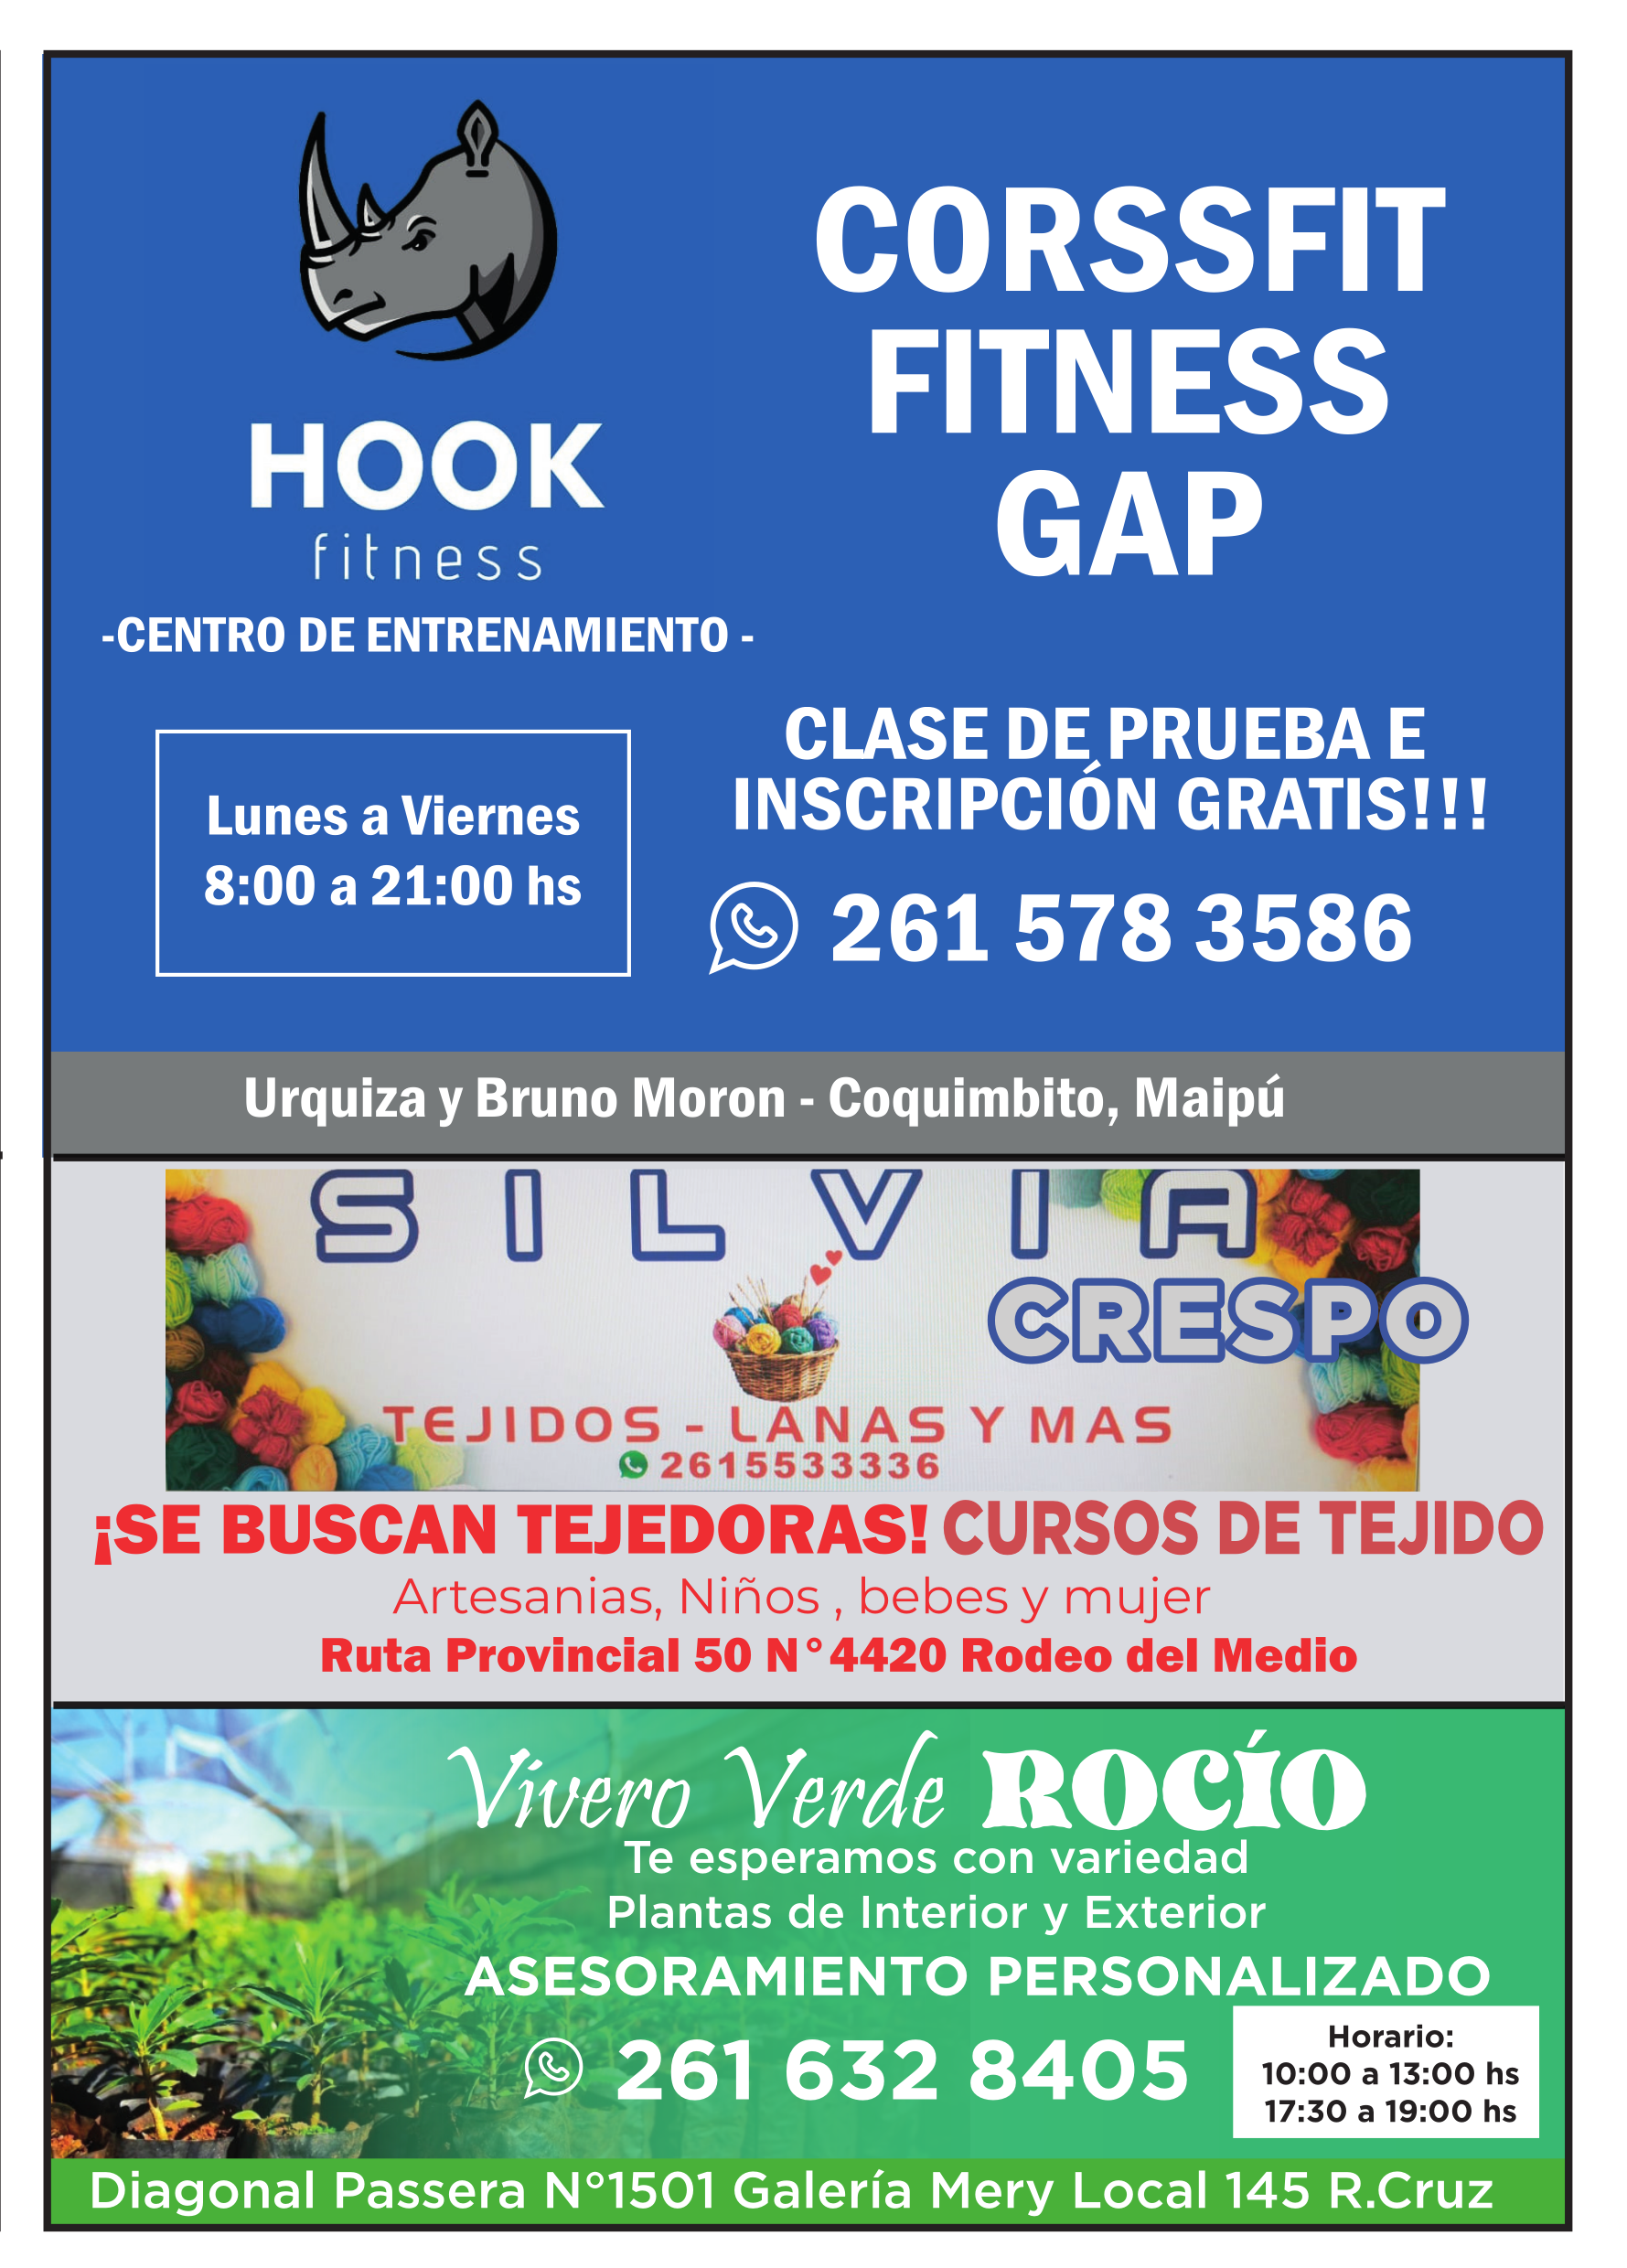 HOOK
fitness
-CENTRO DE ENTRENAMIENTO -
CORSSFIT
FITNESS
GAP
Lunes a Viernes
8:00 a 21:00 hs
CLASE DE PRUEBA E
INSCRIPCIÓN GRATIS!!!
261 578 3586
Urquiza y Bruno Moron - Coquimbito, Maipú
SILVIA
CRESPO
TEJIDOS - LANAS Y MAS
2615533336
¡SE BUSCAN TEJEDORAS! CURSOS DE TEJIDO
Artesanias, Niños , bebes y mujer
Ruta Provincial 50 N°4420 Rodeo del Medio
Vivero Verde ROCÍO
Te esperamos con variedad
Plantas de Interior y Exterior
ASESORAMIENTO PERSONALIZADO
261 632 8405
Horario:
10:00 a 13:00 hs
17:30 a 19:00 hs
Diagonal Passera N°1501 Galería Mery Local 145 R.Cruz